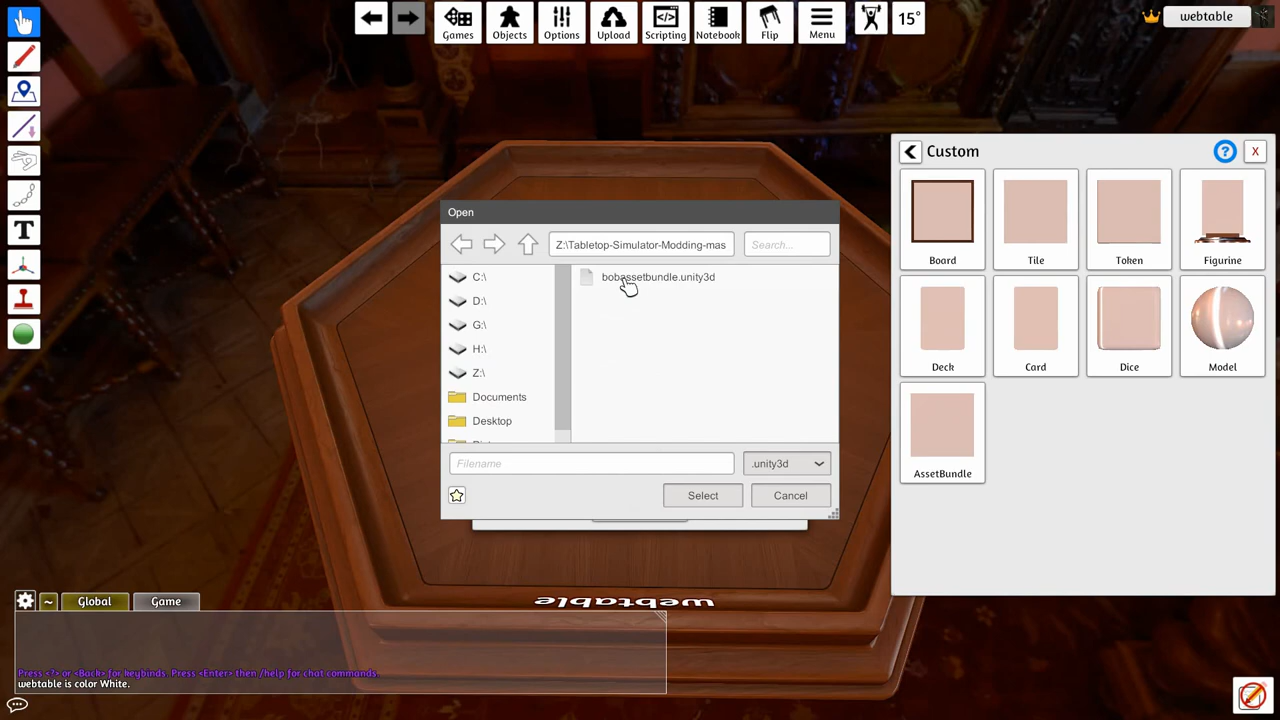 Games
Objects
Options
Upload
Scripting
Notebook
Flip
Menu
15°
webtable
T
Custom
?
X
Board
Tile
Token
Figurine
Deck
Card
Dice
Model
AssetBundle
Open
Z:\Tabletop-Simulator-Modding-mas
Search...
C:\
D:\
G:\
H:\
Z:\
Documents
Desktop
bobassetbundle.unity3d
Filename
.unity3d
Select
Cancel
webtable
~
Global
Game
Press <?> or <Back> for keybinds. Press <Enter> then /help for chat commands.
webtable is color White.